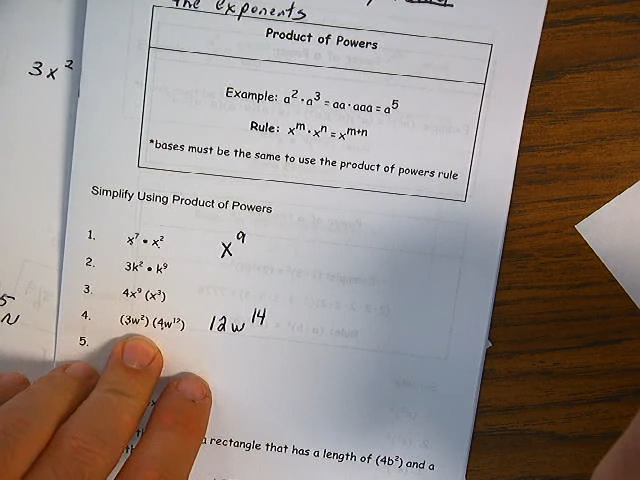 the exponents
Product of Powers
3x²
Example: a²·a³ = aa·aaa = a⁵
Rule: xᵐ·xⁿ = xᵐ⁺ⁿ
*bases must be the same to use the product of powers rule
Simplify Using Product of Powers
1. x⁷ • x² x⁹
2. 3k² • k⁹
3. 4x⁹ (x³)
4. (3w²) (4w¹²) 12w¹⁴
5.
a rectangle that has a length of (4b²) and a